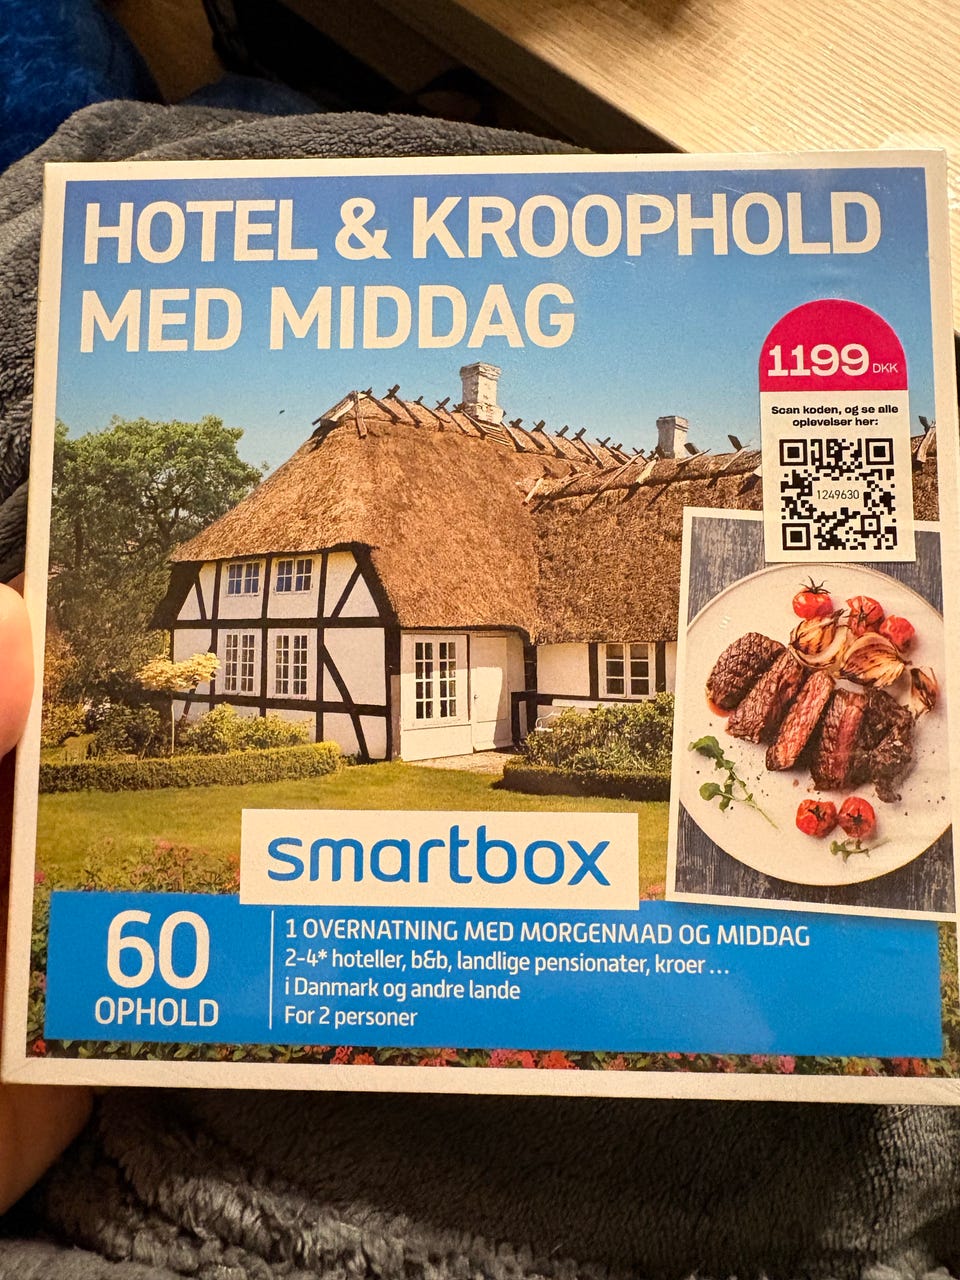 HOTEL & KROOPHOLD
MED MIDDAG
1199 DKK
Scan koden, og se alle
oplevelser her:
1249630
smartbox
60
OPHOLD
1 OVERNATNING MED MORGENMAD OG MIDDAG
2-4* hoteller, b&b, landlige pensionater, kroer ...
i Danmark og andre lande
For 2 personer